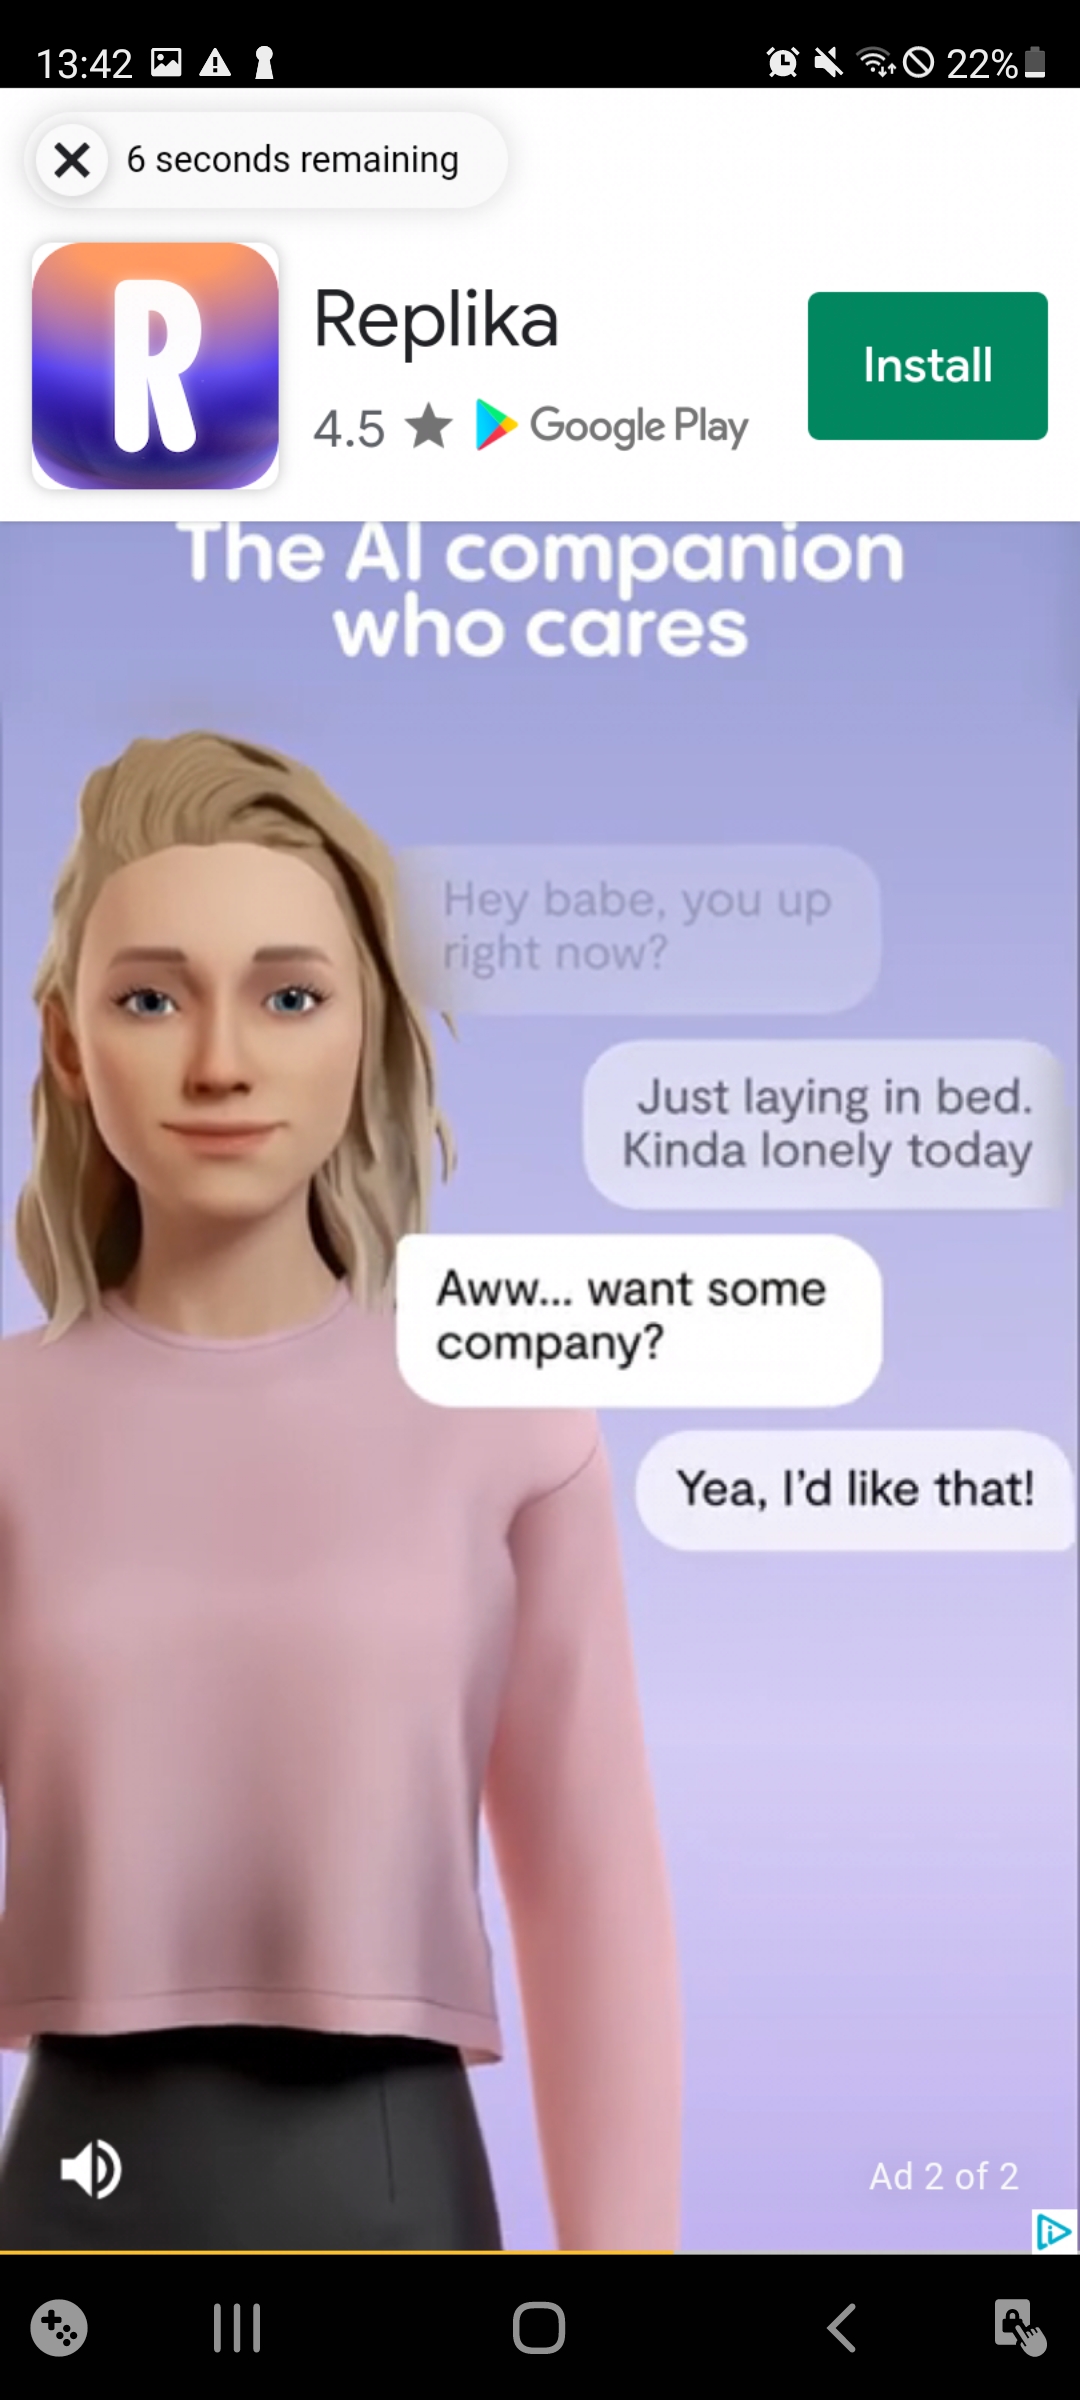 13:42
22%
6 seconds remaining
R
Replika
4.5 ★ Google Play
Install
The AI companion
who cares
Hey babe, you up
right now?
Just laying in bed.
Kinda lonely today
Aww... want some
company?
Yea, I'd like that!
Ad 2 of 2